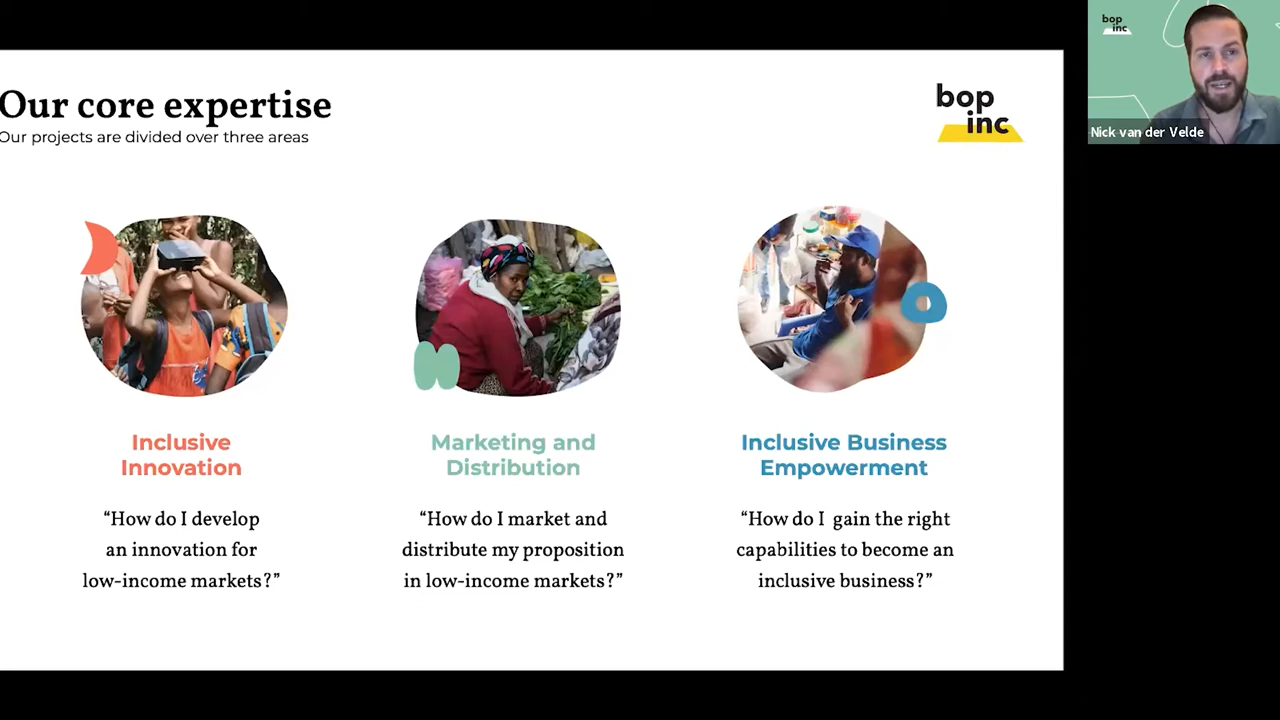 Our core expertise
Our projects are divided over three areas
bop
inc
bop
inc
Nick van der Velde
Inclusive
Innovation
"How do I develop
an innovation for
low-income markets?"
Marketing and
Distribution
"How do I market and
distribute my proposition
in low-income markets?"
Inclusive Business
Empowerment
"How do I gain the right
capabilities to become an
inclusive business?"